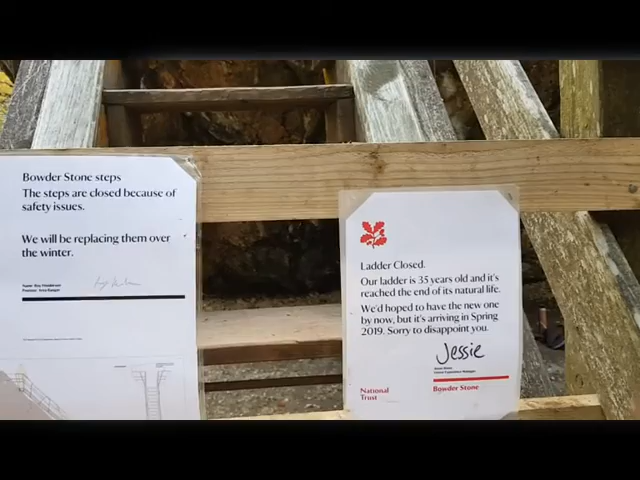 Bowder Stone steps
The steps are closed because of
safety issues.
We will be replacing them over
the winter.
Ladder Closed.
Our ladder is 35 years old and it's
reached the end of its natural life.
We'd hoped to have the new one
by now, but it's arriving in Spring
2019. Sorry to disappoint you.
Jessie
National
Trust
Bowder Stone